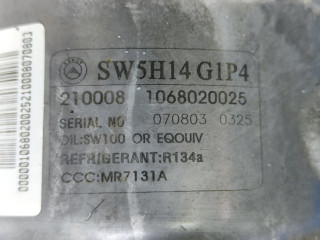 SW5H14 G1P4
210008 1068020025
SERIAL NO 070803 0325
OIL:SW100 OR EQOUIV
REFRIGERANT:R134a
CCC:MR7131A